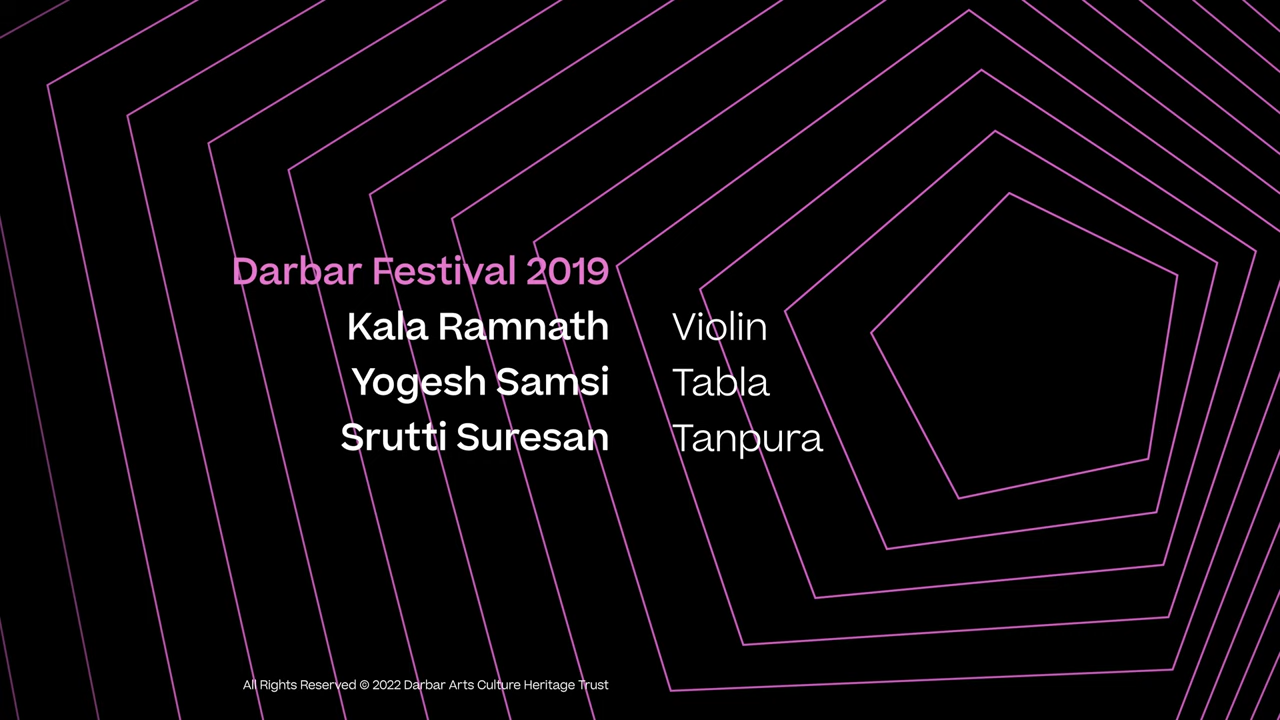 Darbar Festival 2019
Kala Ramnath Violin
Yogesh Samsi Tabla
Srutti Suresan Tanpura
All Rights Reserved © 2022 Darbar Arts Culture Heritage Trust